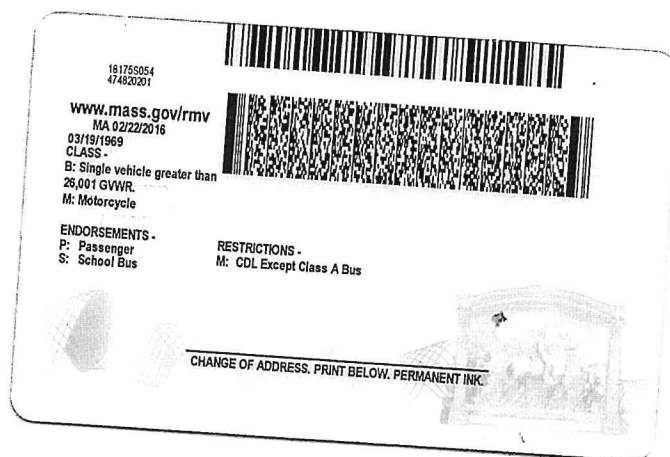 18175S054
474820201
www.mass.gov/rmv
MA 02/22/2016
03/19/1969
CLASS -
B: Single vehicle greater than
26,001 GVWR.
M: Motorcycle
ENDORSEMENTS -
P: Passenger
S: School Bus
RESTRICTIONS -
M: CDL Except Class A Bus
CHANGE OF ADDRESS. PRINT BELOW. PERMANENT INK.